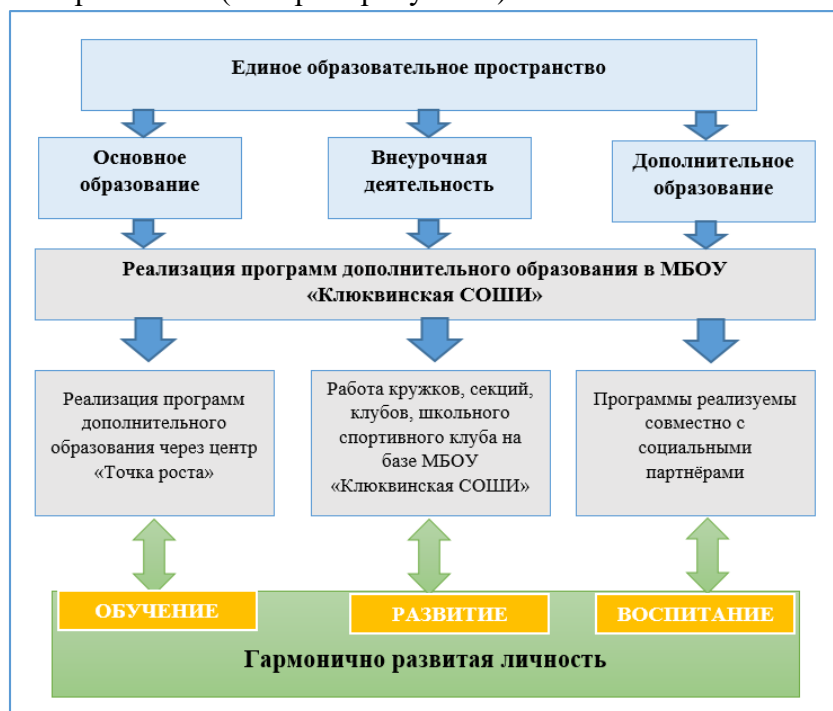 Единое образовательное пространство
Основное
образование
Внеурочная
деятельность
Дополнительное
образование
Реализация программ дополнительного образования в МБОУ
«Клюквинская СОШИ»
Реализация программ
дополнительного
образования через центр
«Точка роста»
Работа кружков, секций,
клубов, школьного
спортивного клуба на
базе МБОУ
«Клюквинская СОШИ»
Программы реализуемы
совместно с
социальными
партнёрами
ОБУЧЕНИЕ
РАЗВИТИЕ
ВОСПИТАНИЕ
Гармонично развитая личность